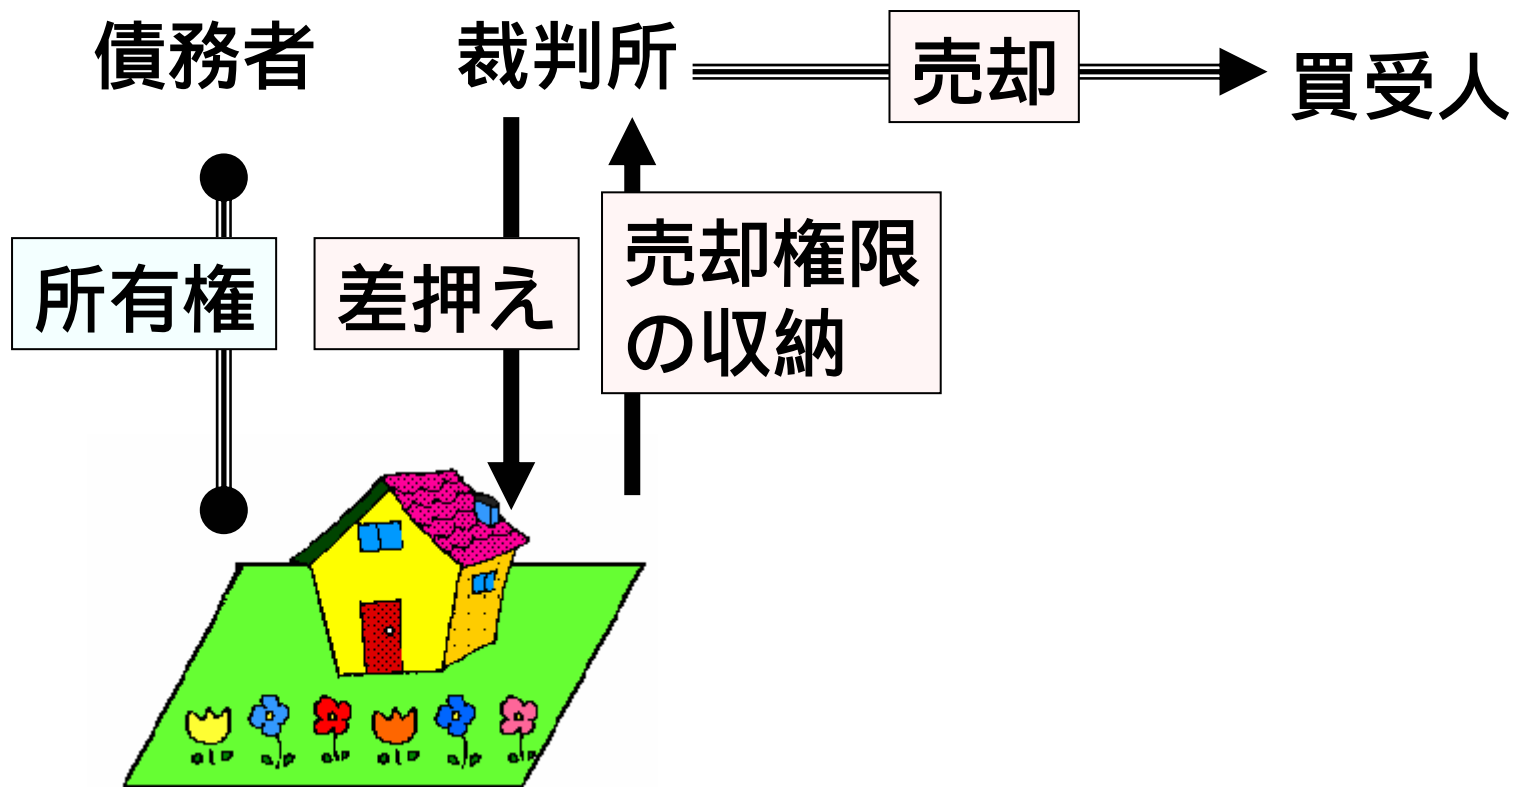 債務者
裁判所
売却
買受人
所有権
差押え
売却権限
の収納